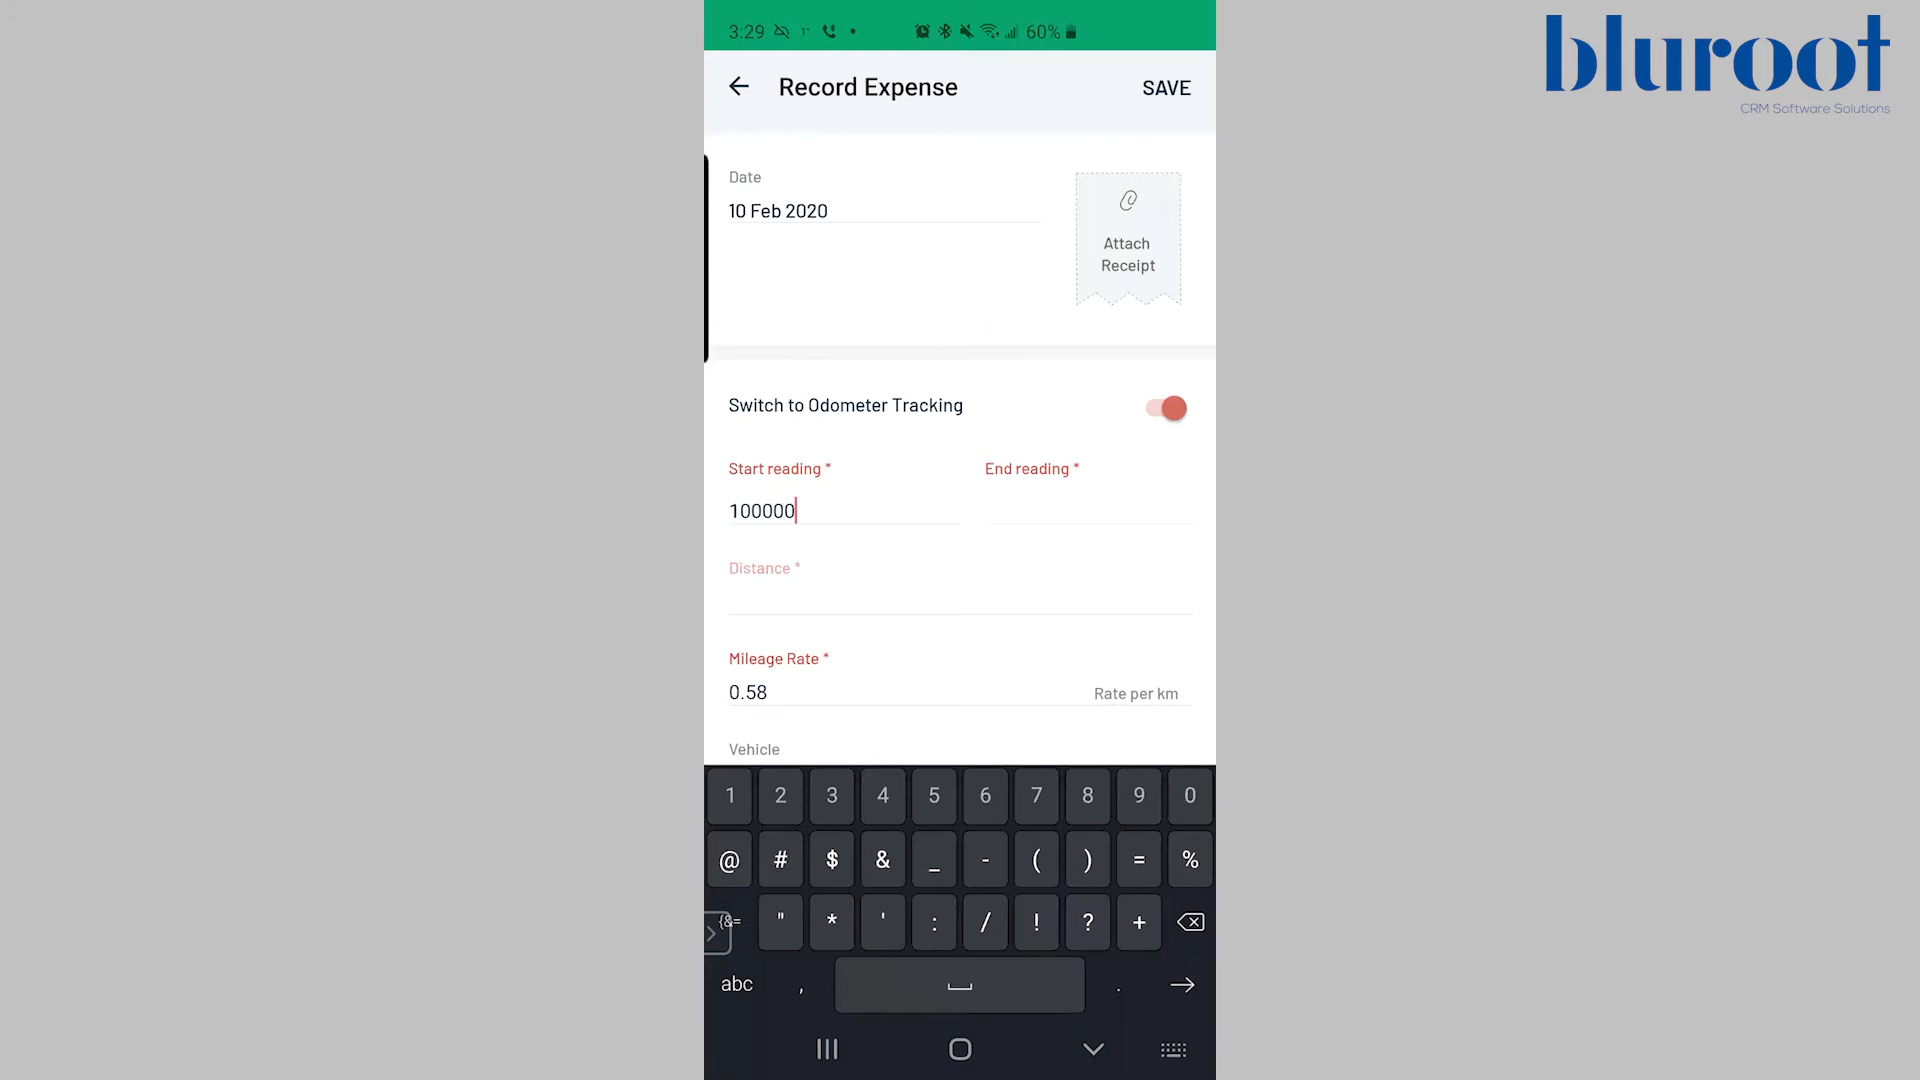 3:29
60%
bluroot
CRM Software Solutions
Record Expense
SAVE
Date
10 Feb 2020
Attach
Receipt
Switch to Odometer Tracking
Start reading *
End reading *
100000
Distance *
Mileage Rate *
0.58
Rate per km
Vehicle
1 2 3 4 5 6 7 8 9 0
@ # $ & _ - ( ) = %
{&= " * ' : / ! ? +
abc , .